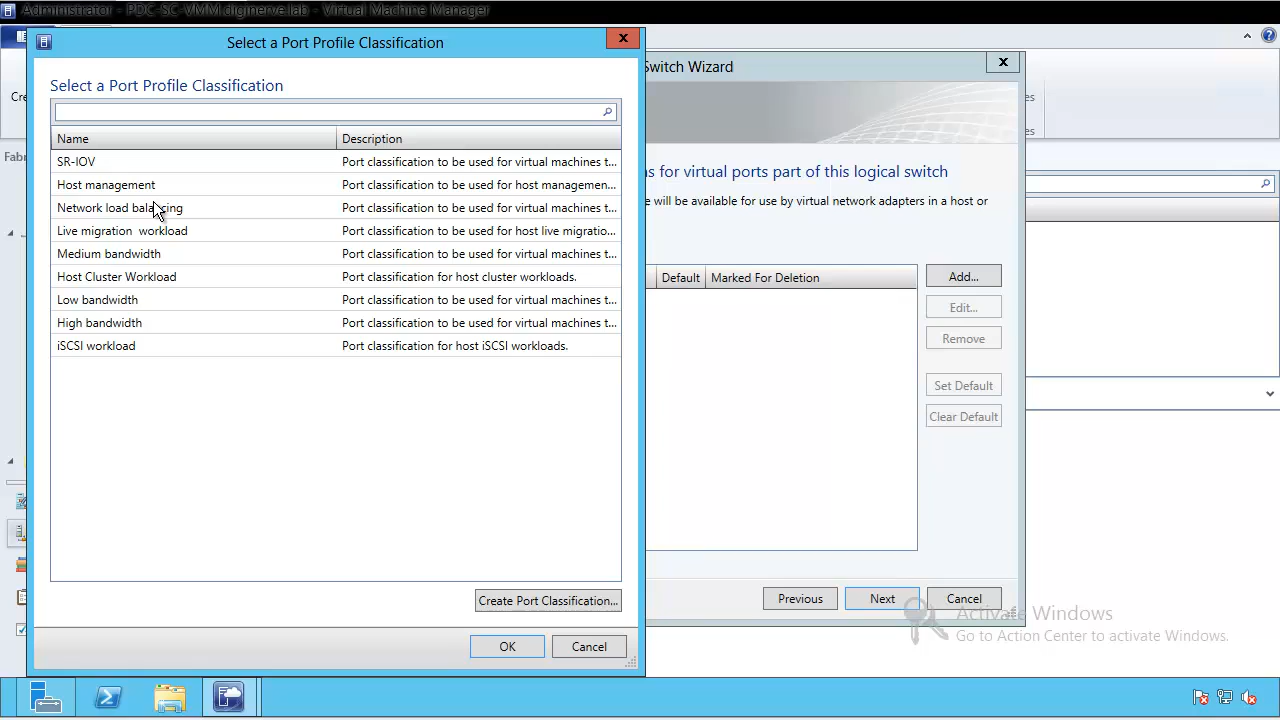 Administrator - PDC-SC-VMM.diginerve.lab - Virtual Machine Manager
Select a Port Profile Classification
Select a Port Profile Classification
Name Description
SR-IOV Port classification to be used for virtual machines t...
Host management Port classification to be used for host managemen...
Network load balancing Port classification to be used for virtual machines t...
Live migration  workload Port classification to be used for host live migratio...
Medium bandwidth Port classification to be used for virtual machines t...
Host Cluster Workload Port classification for host cluster workloads.
Low bandwidth Port classification to be used for virtual machines t...
High bandwidth Port classification to be used for virtual machines t...
iSCSI workload Port classification for host iSCSI workloads.
Create Port Classification...
OK Cancel
Switch Wizard
ns for virtual ports part of this logical switch
e will be available for use by virtual network adapters in a host or
Default Marked For Deletion
Add...
Edit...
Remove
Set Default
Clear Default
Previous Next Cancel
Activate Windows
Go to Action Center to activate Windows.